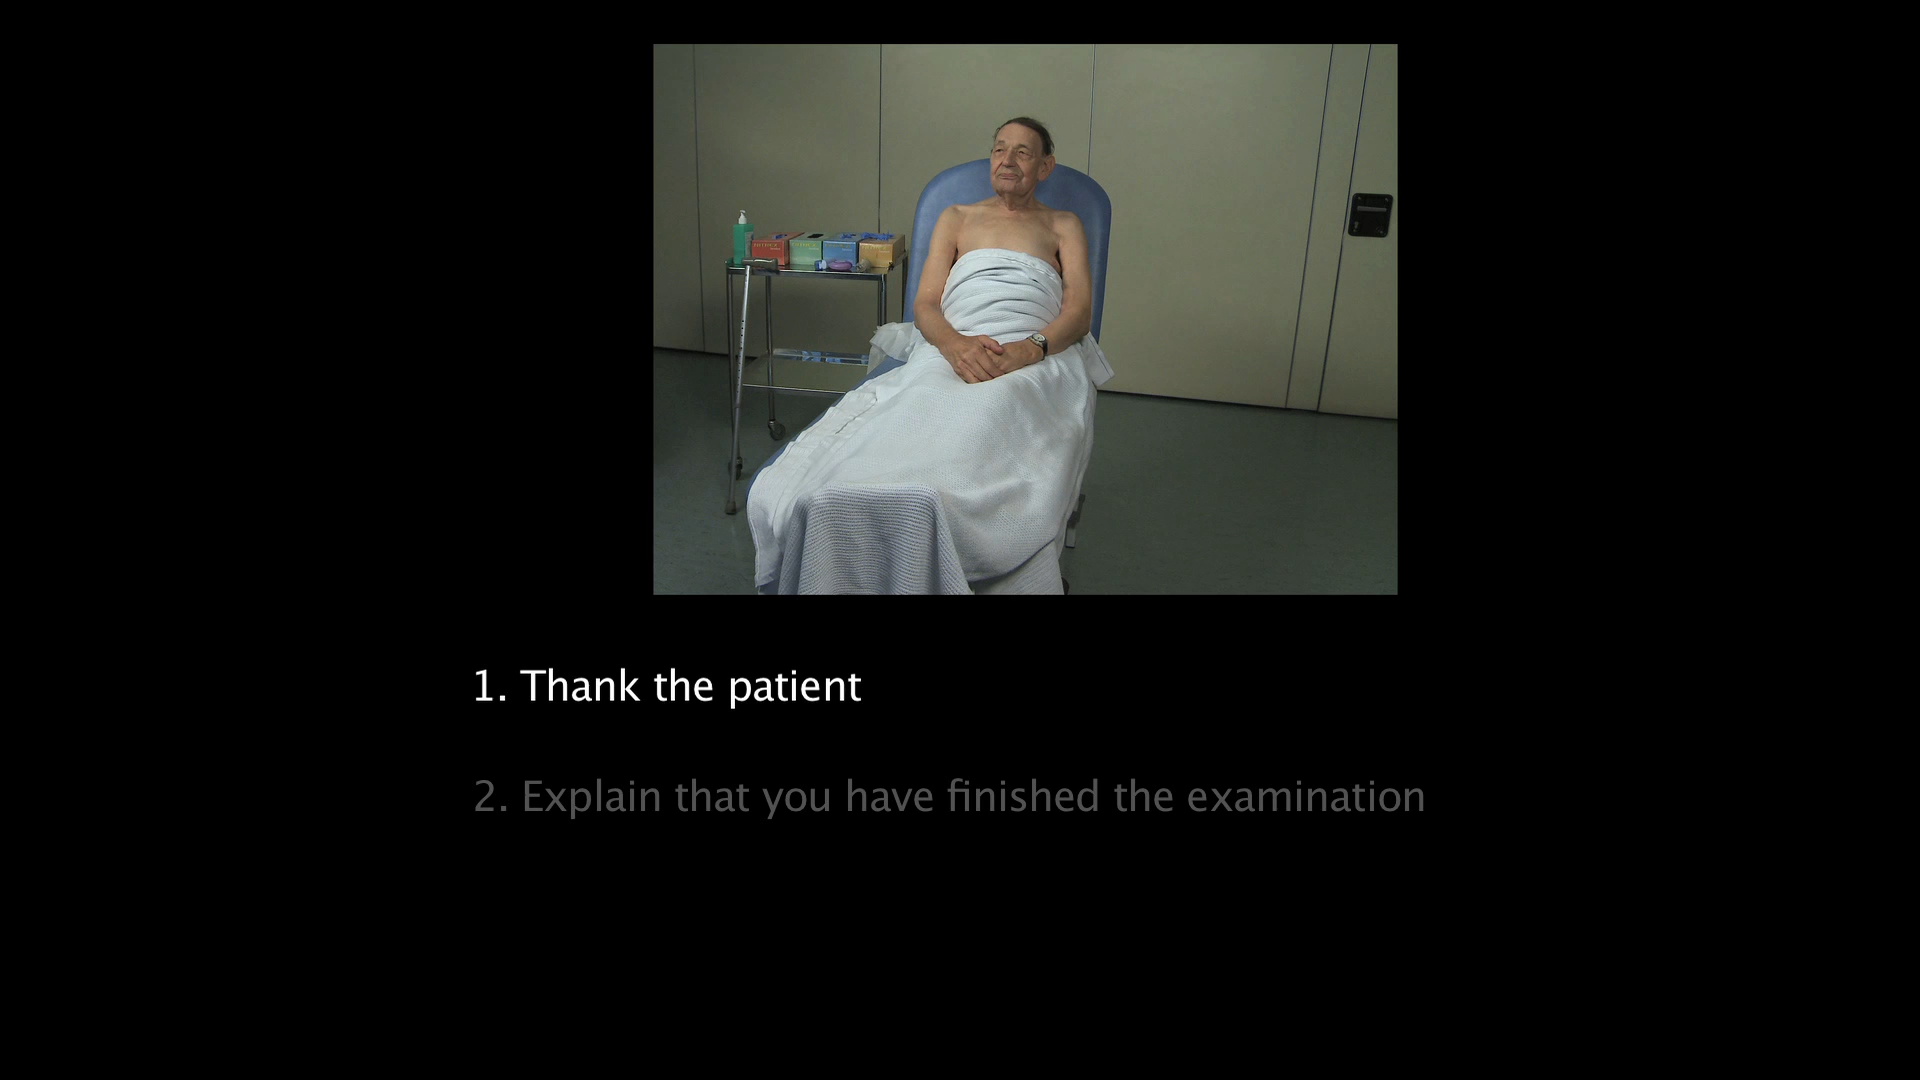 1. Thank the patient
2. Explain that you have finished the examination